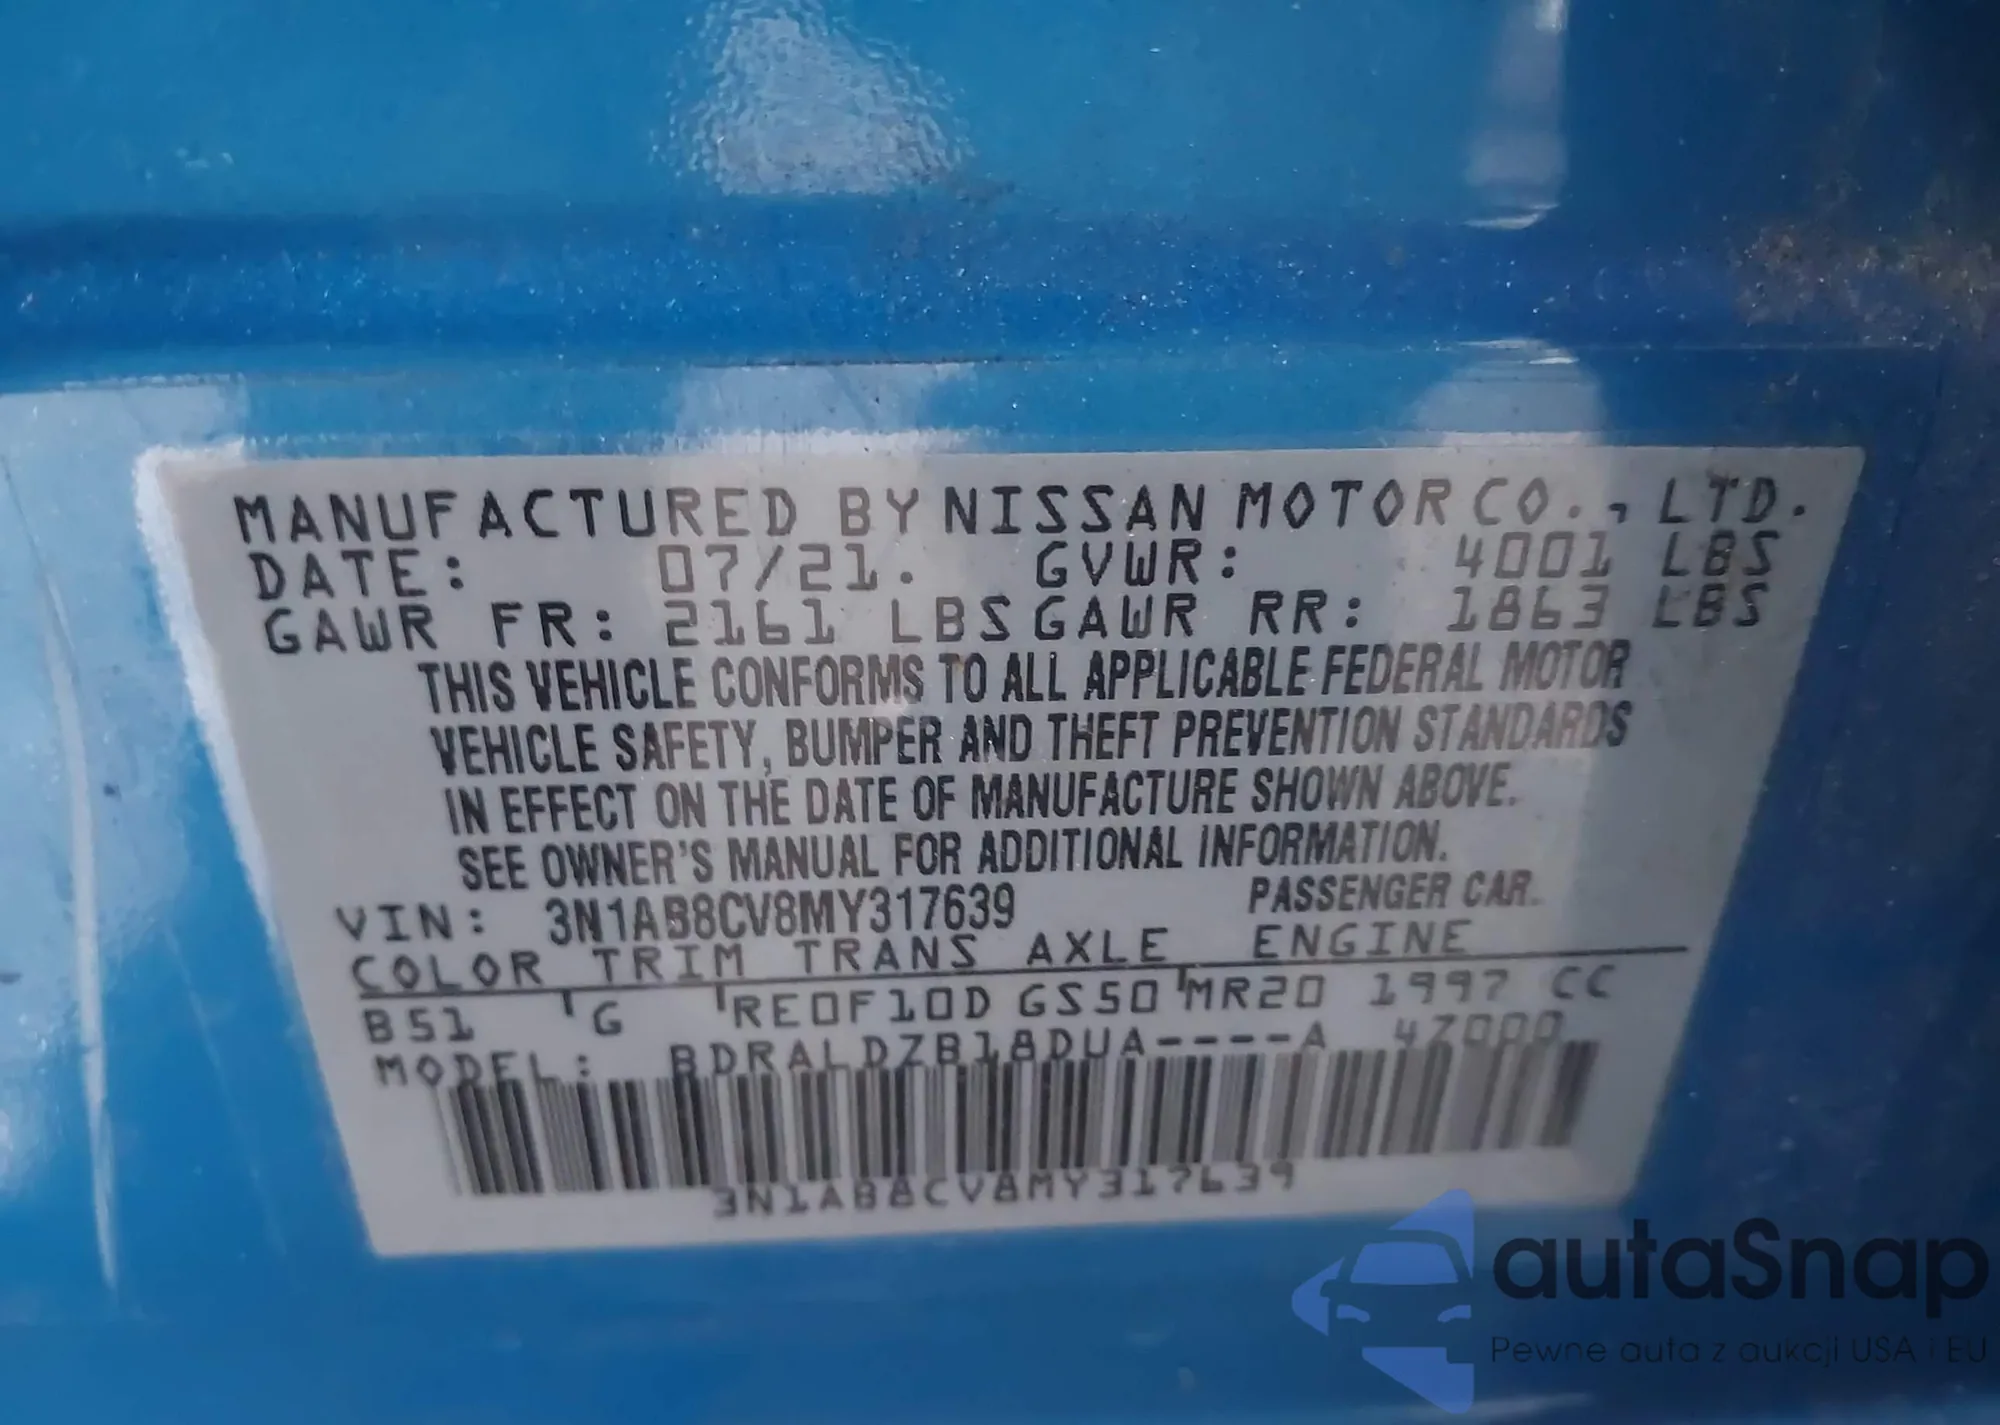 MANUFACTURED BY NISSAN MOTOR CO., LTD.
DATE: 07/21. GVWR: 4001 LBS
GAWR FR: 2161 LBS GAWR RR: 1863 LBS
THIS VEHICLE CONFORMS TO ALL APPLICABLE FEDERAL MOTOR
VEHICLE SAFETY, BUMPER AND THEFT PREVENTION STANDARDS
IN EFFECT ON THE DATE OF MANUFACTURE SHOWN ABOVE.
SEE OWNER'S MANUAL FOR ADDITIONAL INFORMATION.
VIN: 3N1AB8CV8MY317639 PASSENGER CAR.
COLOR TRIM TRANS AXLE ENGINE
B51 G RE0F10D GS50 MR20 1997 CC
MODEL: BDRALDZB18DUA----A 4Z000
3N1AB8CV8MY317639
autaSnap
Pewne auta z aukcji USA i EU